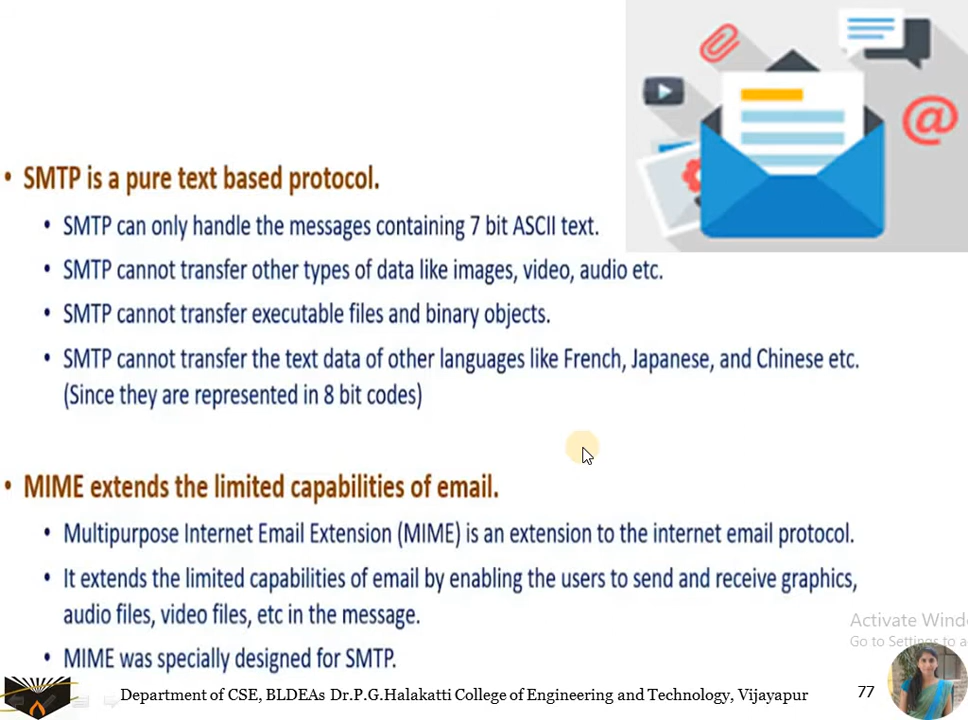 • SMTP is a pure text based protocol.
• SMTP can only handle the messages containing 7 bit ASCII text.
• SMTP cannot transfer other types of data like images, video, audio etc.
• SMTP cannot transfer executable files and binary objects.
• SMTP cannot transfer the text data of other languages like French, Japanese, and Chinese etc.
(Since they are represented in 8 bit codes)
• MIME extends the limited capabilities of email.
• Multipurpose Internet Email Extension (MIME) is an extension to the internet email protocol.
• It extends the limited capabilities of email by enabling the users to send and receive graphics,
audio files, video files, etc in the message.
• MIME was specially designed for SMTP.
Activate Wind
Go to Settings to a
Department of CSE, BLDEAs Dr.P.G.Halakatti College of Engineering and Technology, Vijayapur
77